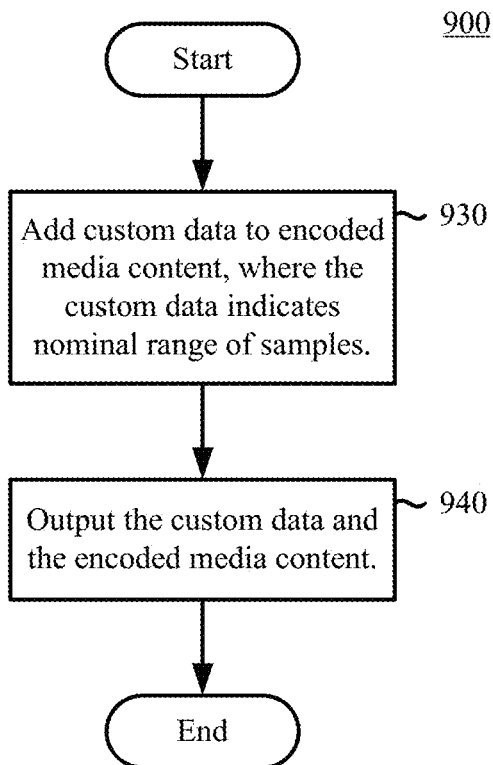 900
Start
Add custom data to encoded
media content, where the
custom data indicates
nominal range of samples.
930
Output the custom data and
the encoded media content.
940
End